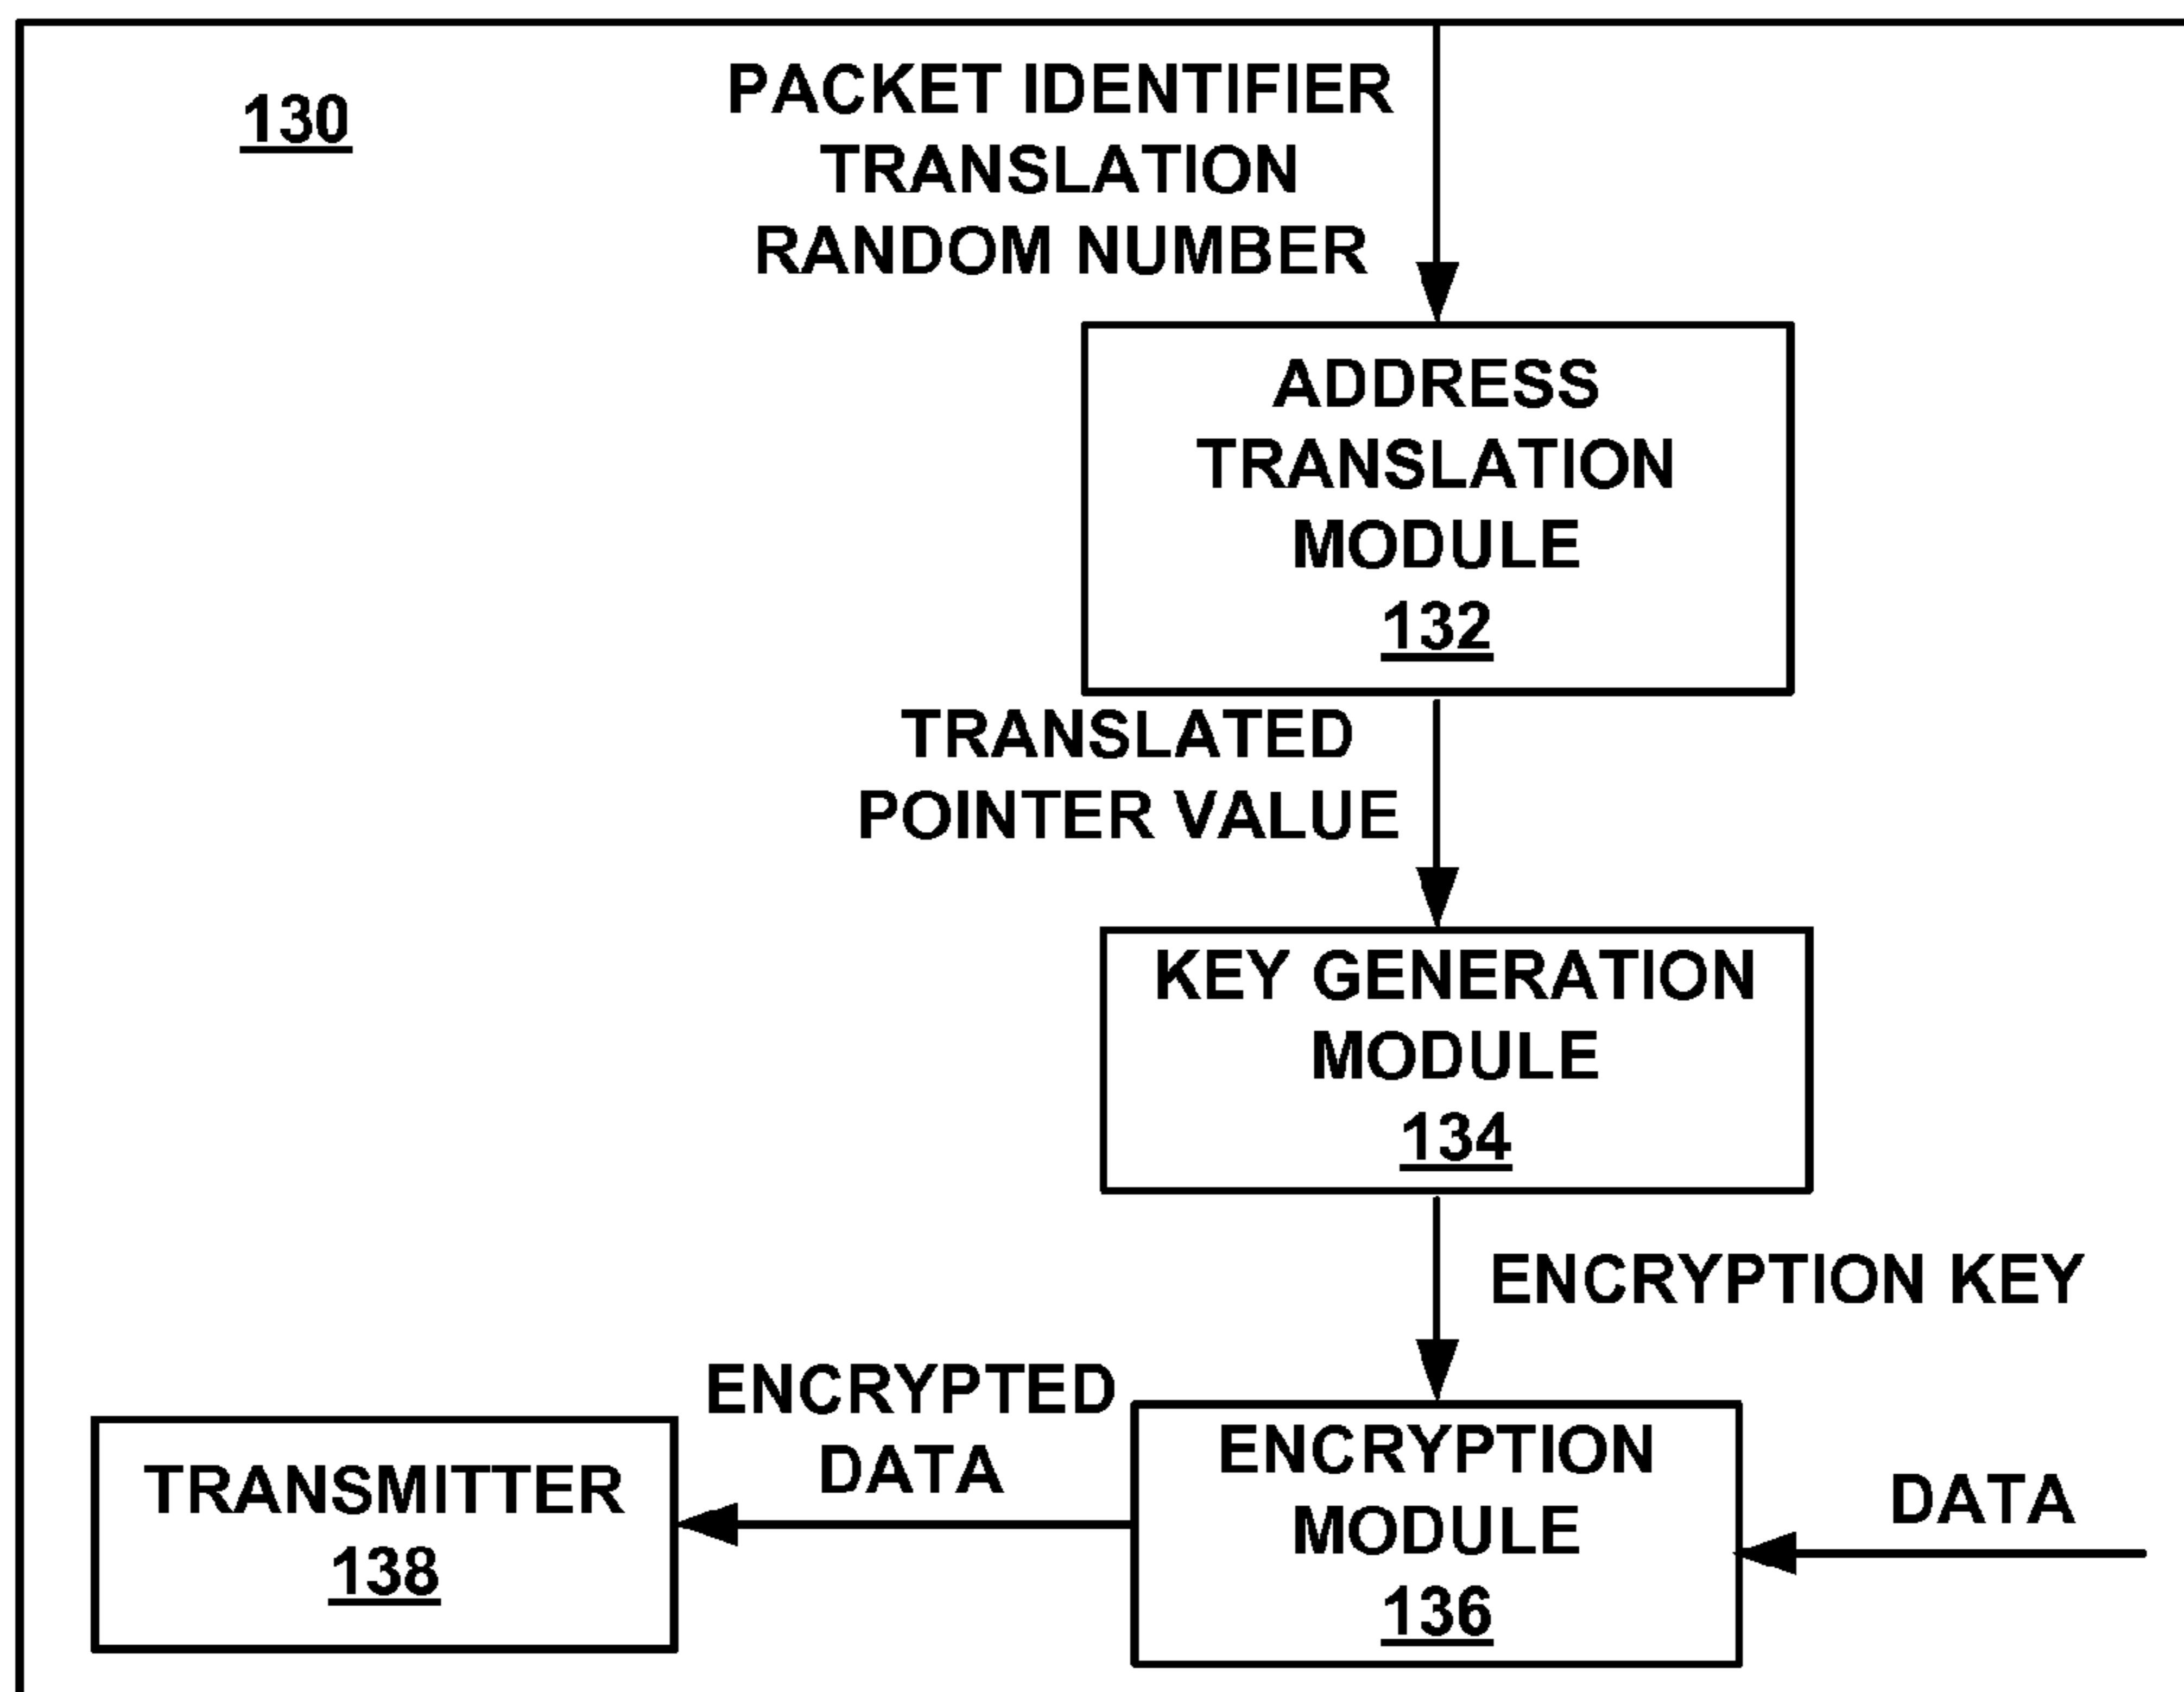 130
PACKET IDENTIFIER
TRANSLATION
RANDOM NUMBER
ADDRESS
TRANSLATION
MODULE
132
TRANSLATED
POINTER VALUE
KEY GENERATION
MODULE
134
ENCRYPTION KEY
ENCRYPTED
DATA
TRANSMITTER
138
ENCRYPTION
MODULE
136
DATA